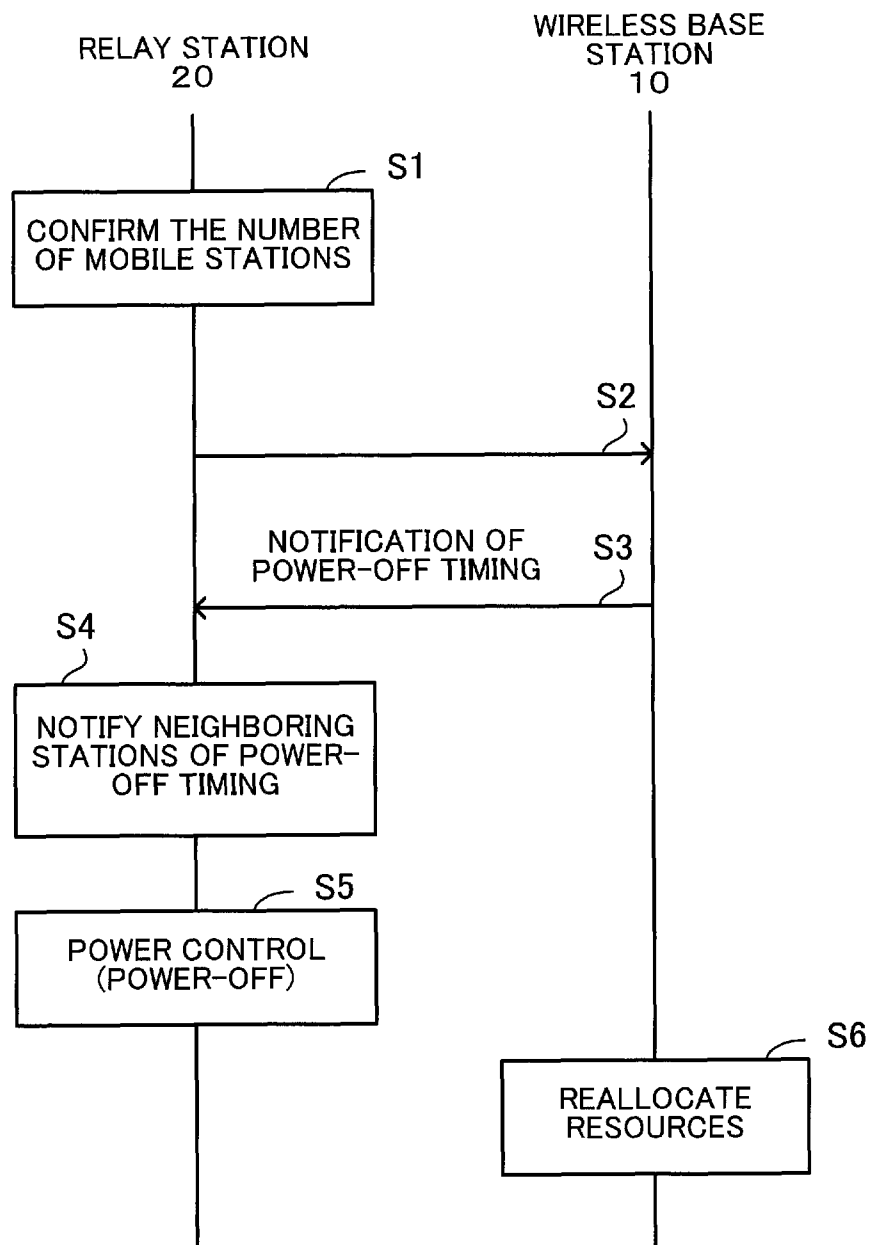 RELAY STATION
20
WIRELESS BASE
STATION
10
S1
CONFIRM THE NUMBER
OF MOBILE STATIONS
S2
NOTIFICATION OF
POWER-OFF TIMING
S3
S4
NOTIFY NEIGHBORING
STATIONS OF POWER-
OFF TIMING
S5
POWER CONTROL
(POWER-OFF)
S6
REALLOCATE
RESOURCES